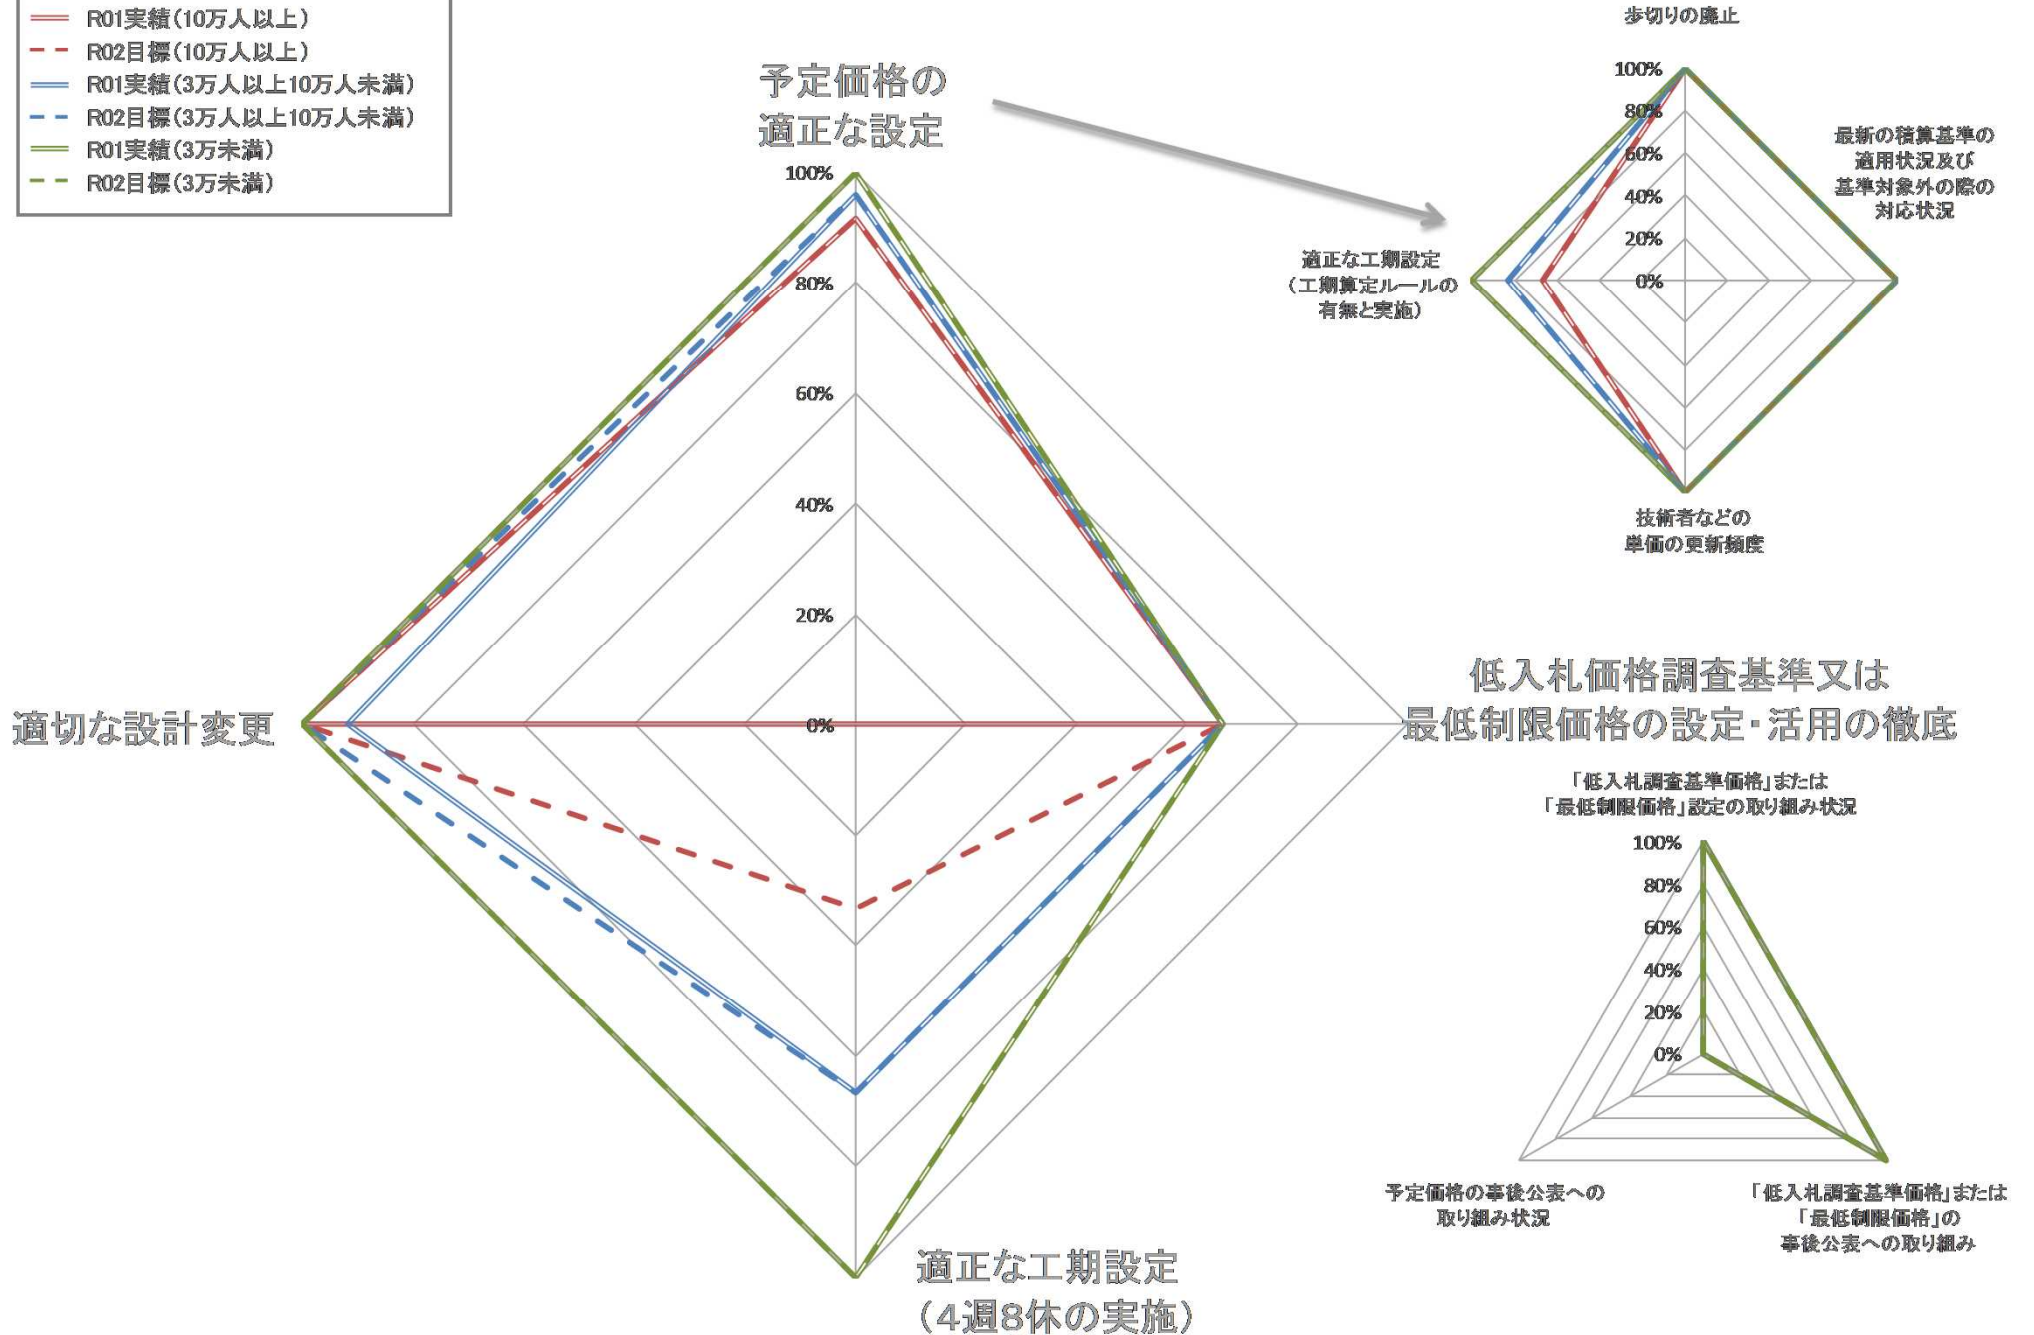 R01実績(10万人以上)
R02目標(10万人以上)
R01実績(3万人以上10万人未満)
R02目標(3万人以上10万人未満)
R01実績(3万未満)
R02目標(3万未満)
予定価格の
適正な設定
100%
80%
60%
40%
20%
0%
適切な設計変更
低入札価格調査基準又は
最低制限価格の設定・活用の徹底
適正な工期設定
(4週8休の実施)
歩切りの廃止
100%
80%
60%
40%
20%
0%
最新の積算基準の
適用状況及び
基準対象外の際の
対応状況
適正な工期設定
(工期算定ルールの
有無と実施)
技術者などの
単価の更新頻度
「低入札調査基準価格」または
「最低制限価格」設定の取り組み状況
100%
80%
60%
40%
20%
0%
予定価格の事後公表への
取り組み状況
「低入札調査基準価格」または
「最低制限価格」の
事後公表への取り組み